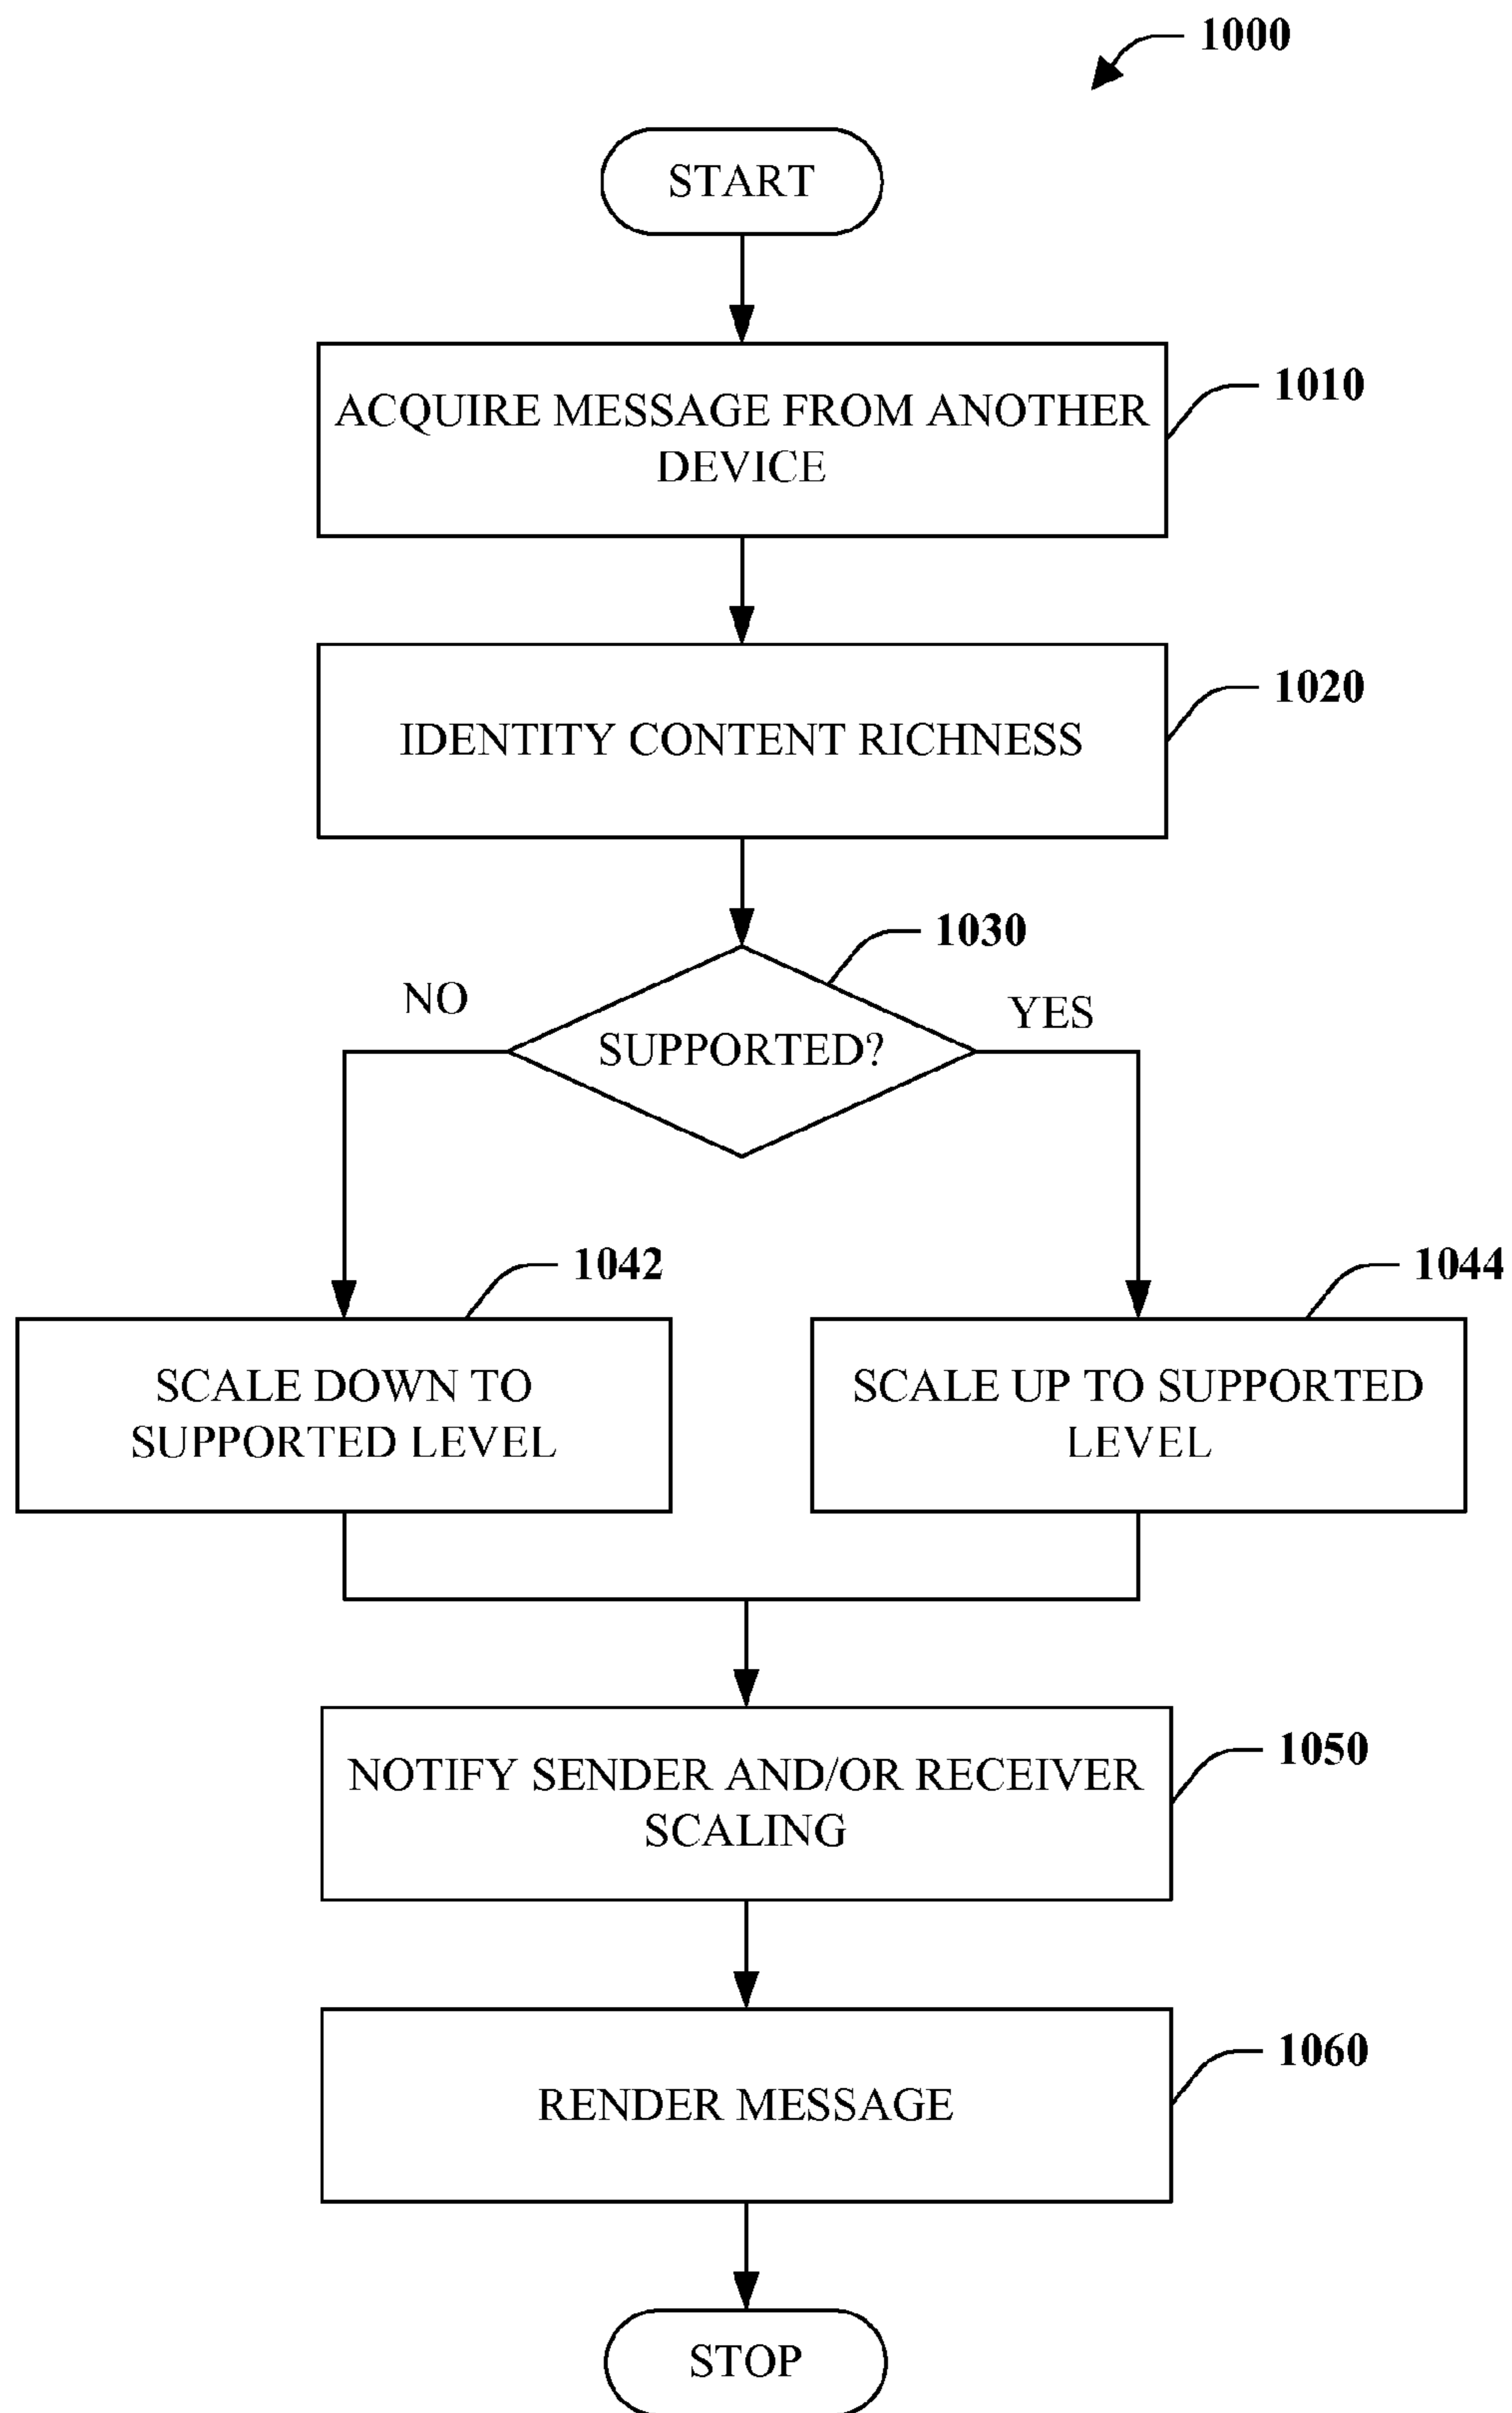 1000
START
ACQUIRE MESSAGE FROM ANOTHER
DEVICE
1010
IDENTITY CONTENT RICHNESS
1020
1030
NO
YES
SUPPORTED?
1042
1044
SCALE DOWN TO
SUPPORTED LEVEL
SCALE UP TO SUPPORTED
LEVEL
NOTIFY SENDER AND/OR RECEIVER
SCALING
1050
RENDER MESSAGE
1060
STOP